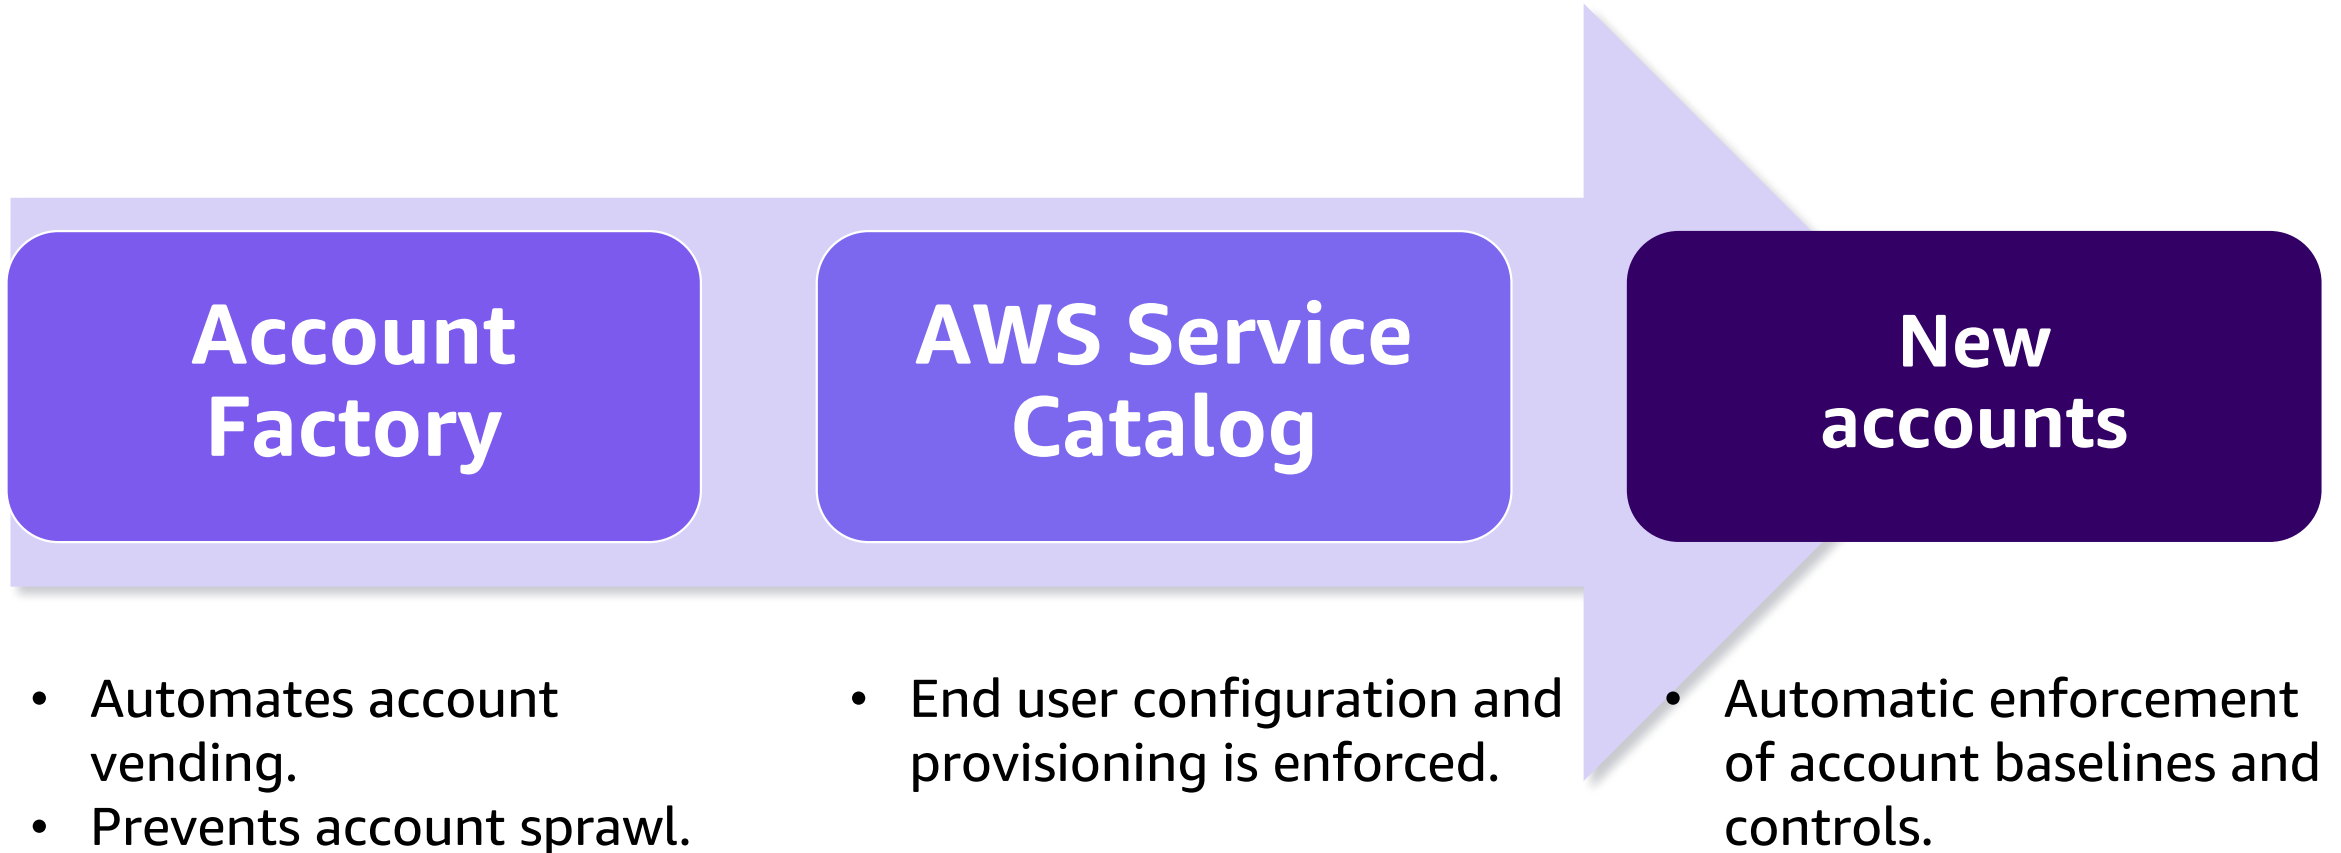 Account
Factory
AWS Service
Catalog
New
accounts
• Automates account
vending.
• Prevents account sprawl.
• End user configuration and
provisioning is enforced.
• Automatic enforcement
of account baselines and
controls.